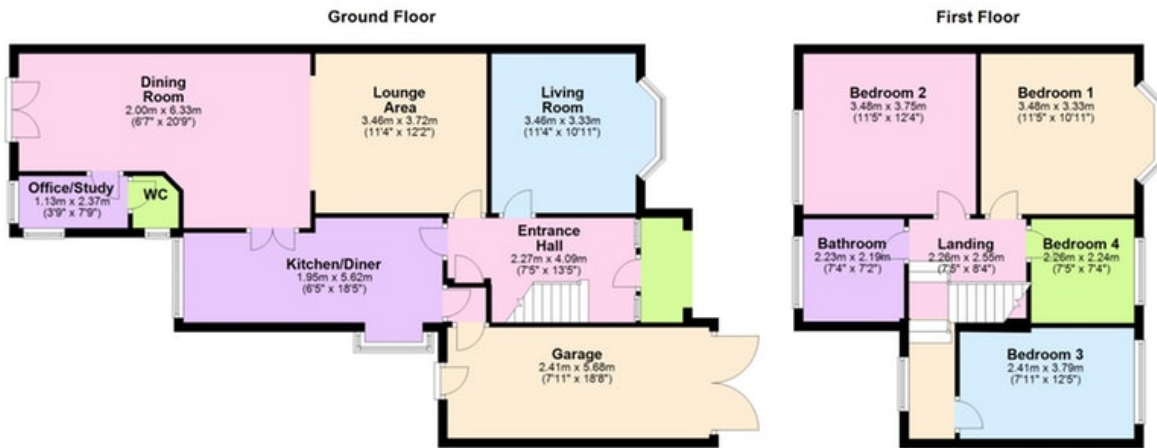 Ground Floor
First Floor
Dining
Room
2.00m x 6.33m
(6'7" x 20'9")
Lounge
Area
3.46m x 3.72m
(11'4" x 12'2")
Living
Room
3.46m x 3.33m
(11'4" x 10'11")
Office/Study
1.13m x 2.37m
(3'9" x 7'9")
WC
Kitchen/Diner
1.95m x 5.62m
(6'5" x 18'5")
Entrance
Hall
2.27m x 4.09m
(7'5" x 13'5")
Garage
2.41m x 5.68m
(7'11" x 18'8")
Bedroom 2
3.48m x 3.75m
(11'5" x 12'4")
Bedroom 1
3.48m x 3.33m
(11'5" x 10'11")
Bathroom
2.23m x 2.19m
(7'4" x 7'2")
Landing
2.26m x 2.55m
(7'5" x 8'4")
Bedroom 4
2.26m x 2.24m
(7'5" x 7'4")
Bedroom 3
2.41m x 3.79m
(7'11" x 12'5")